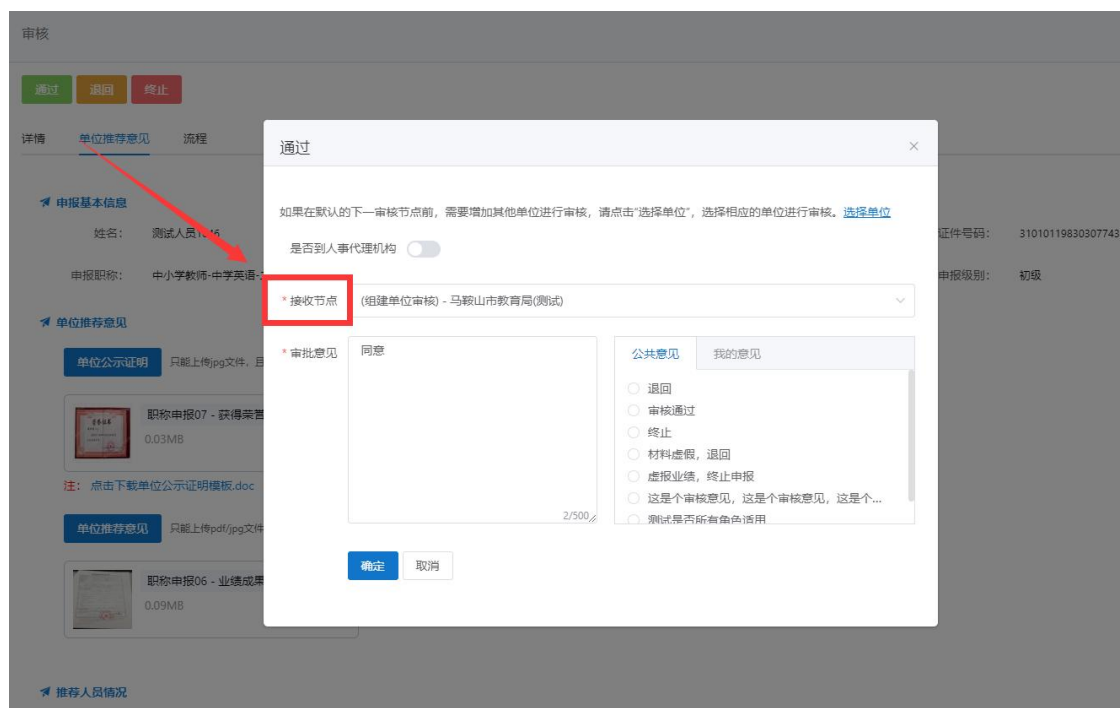 审核
通过 退回 终止
详情 单位推荐意见 流程
通过
如果在默认的下一审核节点前，需要增加其他单位进行审核，请点击“选择单位”，选择相应的单位进行审核。选择单位
是否到人事代理机构
* 接收节点 (组建单位审核) - 马鞍山市教育局(测试)
* 审批意见 同意
2/500
公共意见 我的意见
退回
审核通过
终止
材料虚假，退回
虚报业绩，终止申报
这是个审核意见，这是个审核意见，这是个...
测试是否所有角色适用
确定 取消
申报基本信息
姓名： 测试人员1 证件号码： 31010119830307743
申报职称： 中小学教师-中学英语- 申报级别： 初级
单位推荐意见
单位公示证明 只能上传jpg文件，且
职称申报07 - 获得荣誉
0.03MB
注： 点击下载单位公示证明模板.doc
单位推荐意见 只能上传pdf/jpg文件
职称申报06 - 业绩成果
0.09MB
推荐人员情况